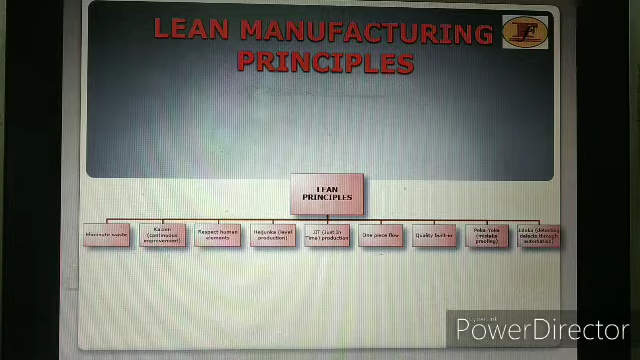 LEAN MANUFACTURING
PRINCIPLES
LEAN
PRINCIPLES
Eliminate waste
Kaizen
(continuous
improvement)
Respect human
elements
Heijunka (level
production)
JIT (Just In
Time) production
One piece flow
Quality built-in
Poka-Yoke
(mistake
proofing)
Jidoka (detecting
defects through
automation)
PowerDirector